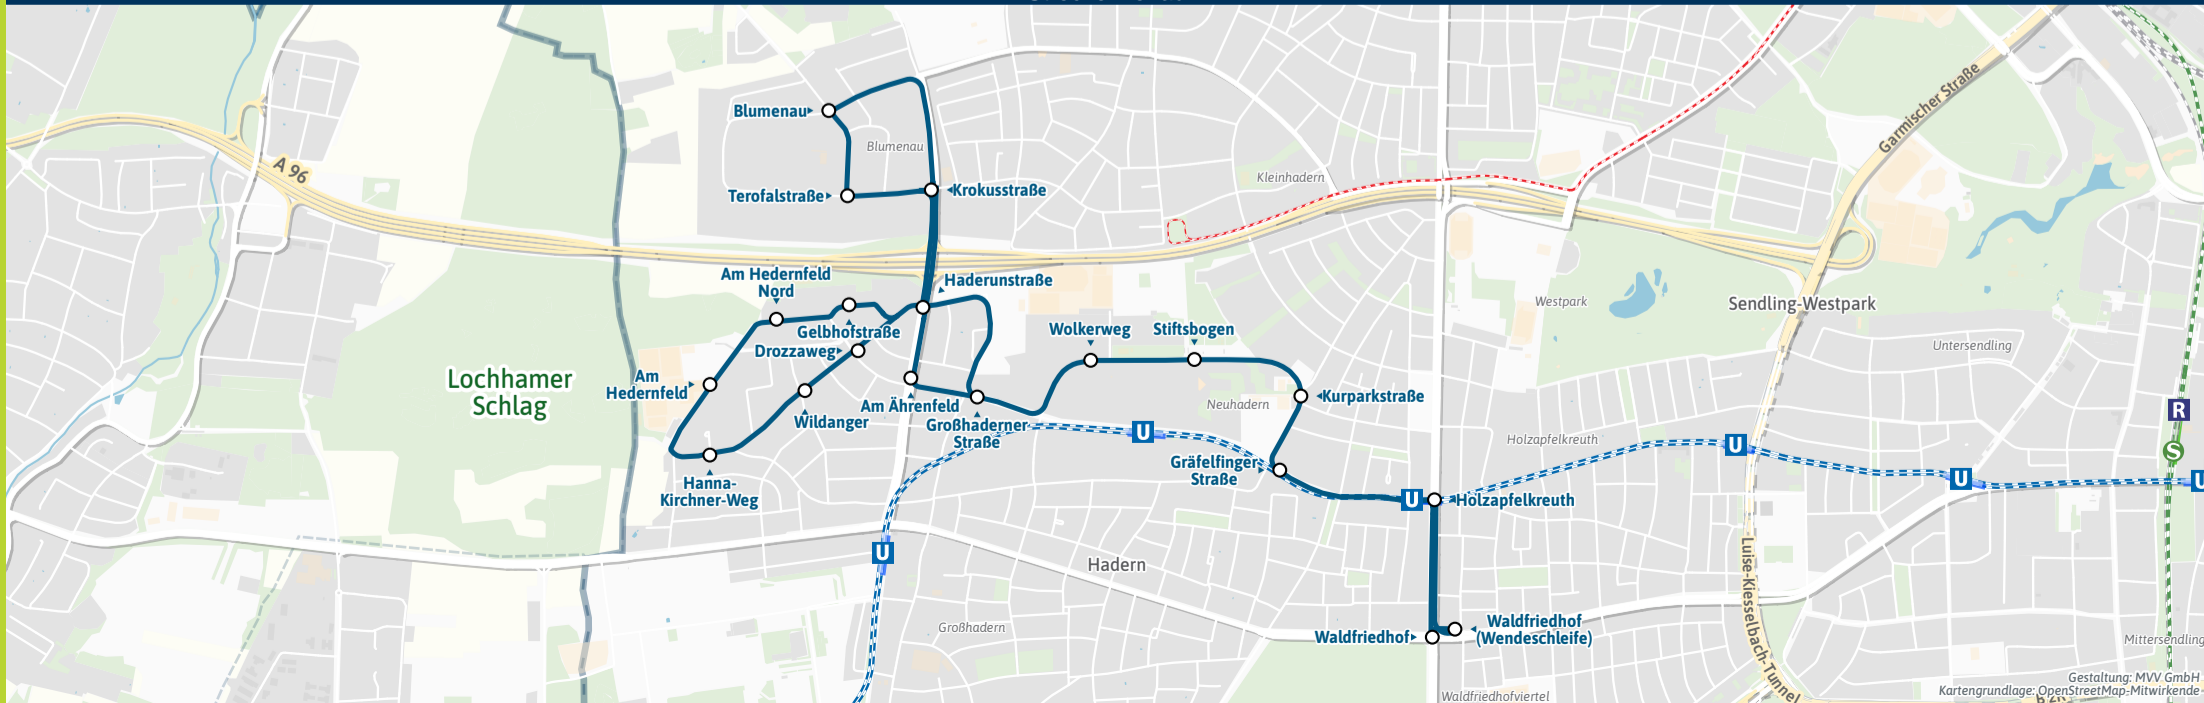 Garmischer Straße
Blumenau
Blumenau
A 96
Kleinhadern
Terofalstraße
Krokusstraße
Am Hedernfeld
Nord
Haderunstraße
Westpark
Sendling-Westpark
Gelbhofstraße
Wolkerweg
Stiftsbogen
Drozzaweg
Untersendling
Lochhamer
Schlag
Am
Hedernfeld
Am Ährenfeld
Neuhadern
Kurparkstraße
R
Wildanger
Großhaderner
Straße
U
Holzapfelkreuth
U
S
Gräfelfinger
Straße
U
U
Hanna-
Kirchner-Weg
U
Holzapfelkreuth
U
Hadern
Luise-Kiesselbach-Tunnel
Großhadern
Waldfriedhof
Waldfriedhof
(Wendeschleife)
Mittersendling
Waldfriedhofviertel
Gestaltung: MVV GmbH
Kartengrundlage: OpenStreetMap-Mitwirkende